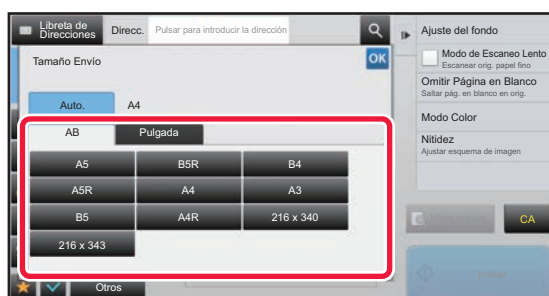 Libreta de Direcciones
Direcc.
Pulsar para introducir la dirección
Tamaño Envío
OK
Auto.
A4
AB
Pulgada
A5
B5R
B4
A5R
A4
A3
B5
A4R
216 x 340
216 x 343
Otros
Ajuste del fondo
Modo de Escaneo Lento
Escanear orig. papel fino
Omitir Página en Blanco
Saltar pág. en blanco en orig.
Modo Color
Nitidez
Ajustar esquema de imagen
CA